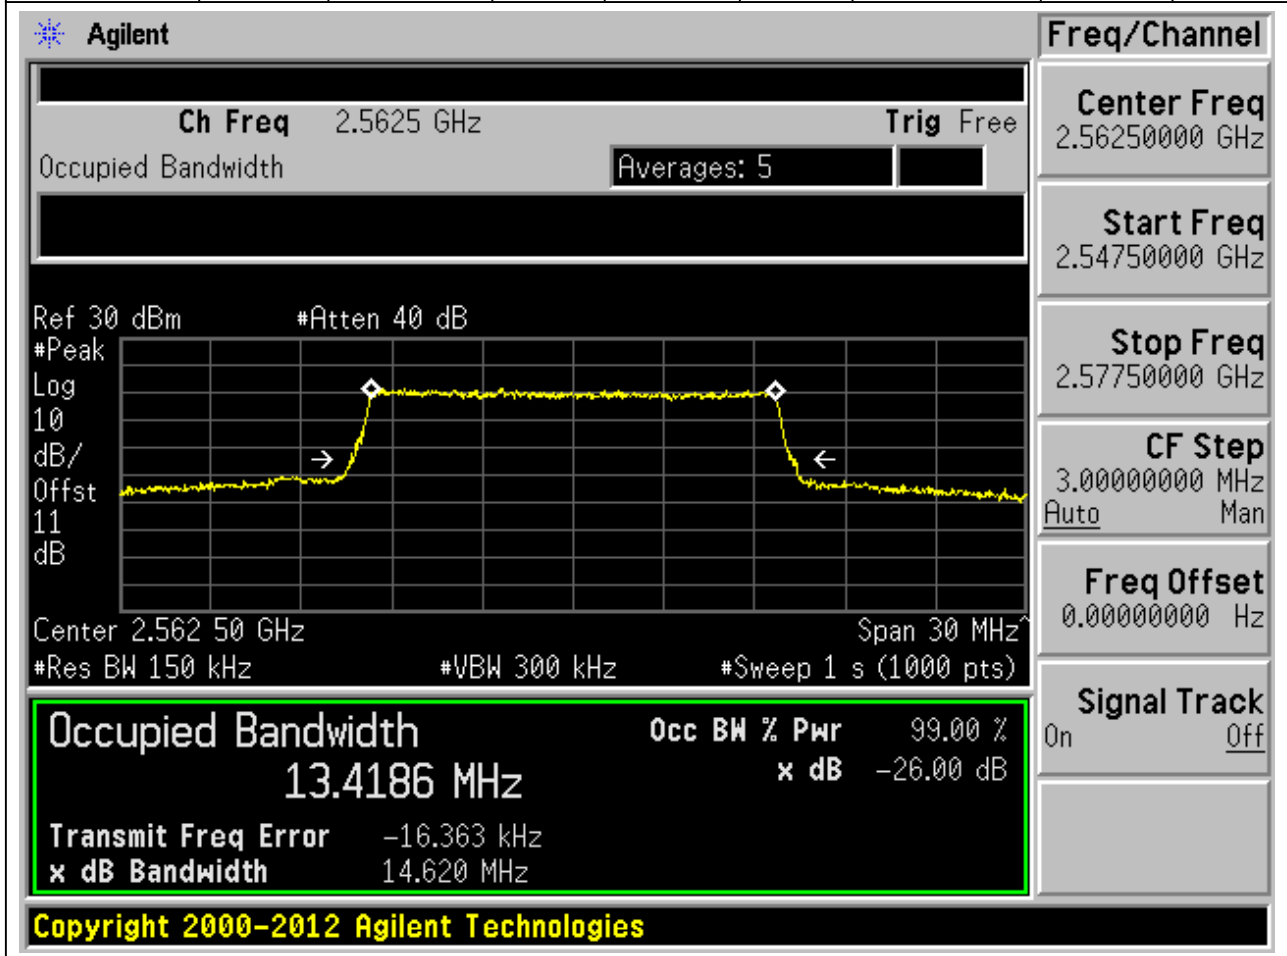 Agilent
Freq/Channel
Ch Freq 2.5625 GHz Trig Free
Occupied Bandwidth Averages: 5
Center Freq
2.56250000 GHz
Start Freq
2.54750000 GHz
Stop Freq
2.57750000 GHz
CF Step
3.00000000 MHz
Auto Man
Freq Offset
0.00000000 Hz
Signal Track
On Off
Ref 30 dBm #Atten 40 dB
#Peak
Log
10
dB/
Offst
11
dB
Center 2.562 50 GHz Span 30 MHz^
#Res BW 150 kHz #VBW 300 kHz #Sweep 1 s (1000 pts)
Occupied Bandwidth
13.4186 MHz
Occ BW % Pwr 99.00 %
x dB -26.00 dB
Transmit Freq Error -16.363 kHz
x dB Bandwidth 14.620 MHz
Copyright 2000-2012 Agilent Technologies